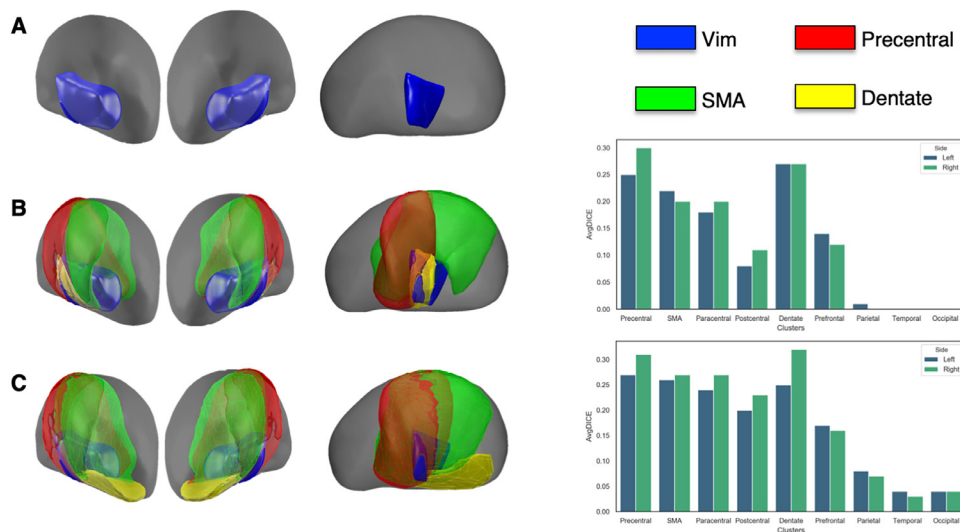 A
Vim
Precentral
SMA
Dentate
B
AvgDICE
0.30
0.25
0.20
0.15
0.10
0.05
0.00
Side
Left
Right
Precentral SMA Paracentral Postcentral Dentate Prefrontal Parietal Temporal Occipital
Clusters
C
AvgDICE
0.30
0.25
0.20
0.15
0.10
0.05
0.00
Side
Left
Right
Precentral SMA Paracentral Postcentral Dentate Prefrontal Parietal Temporal Occipital
Clusters